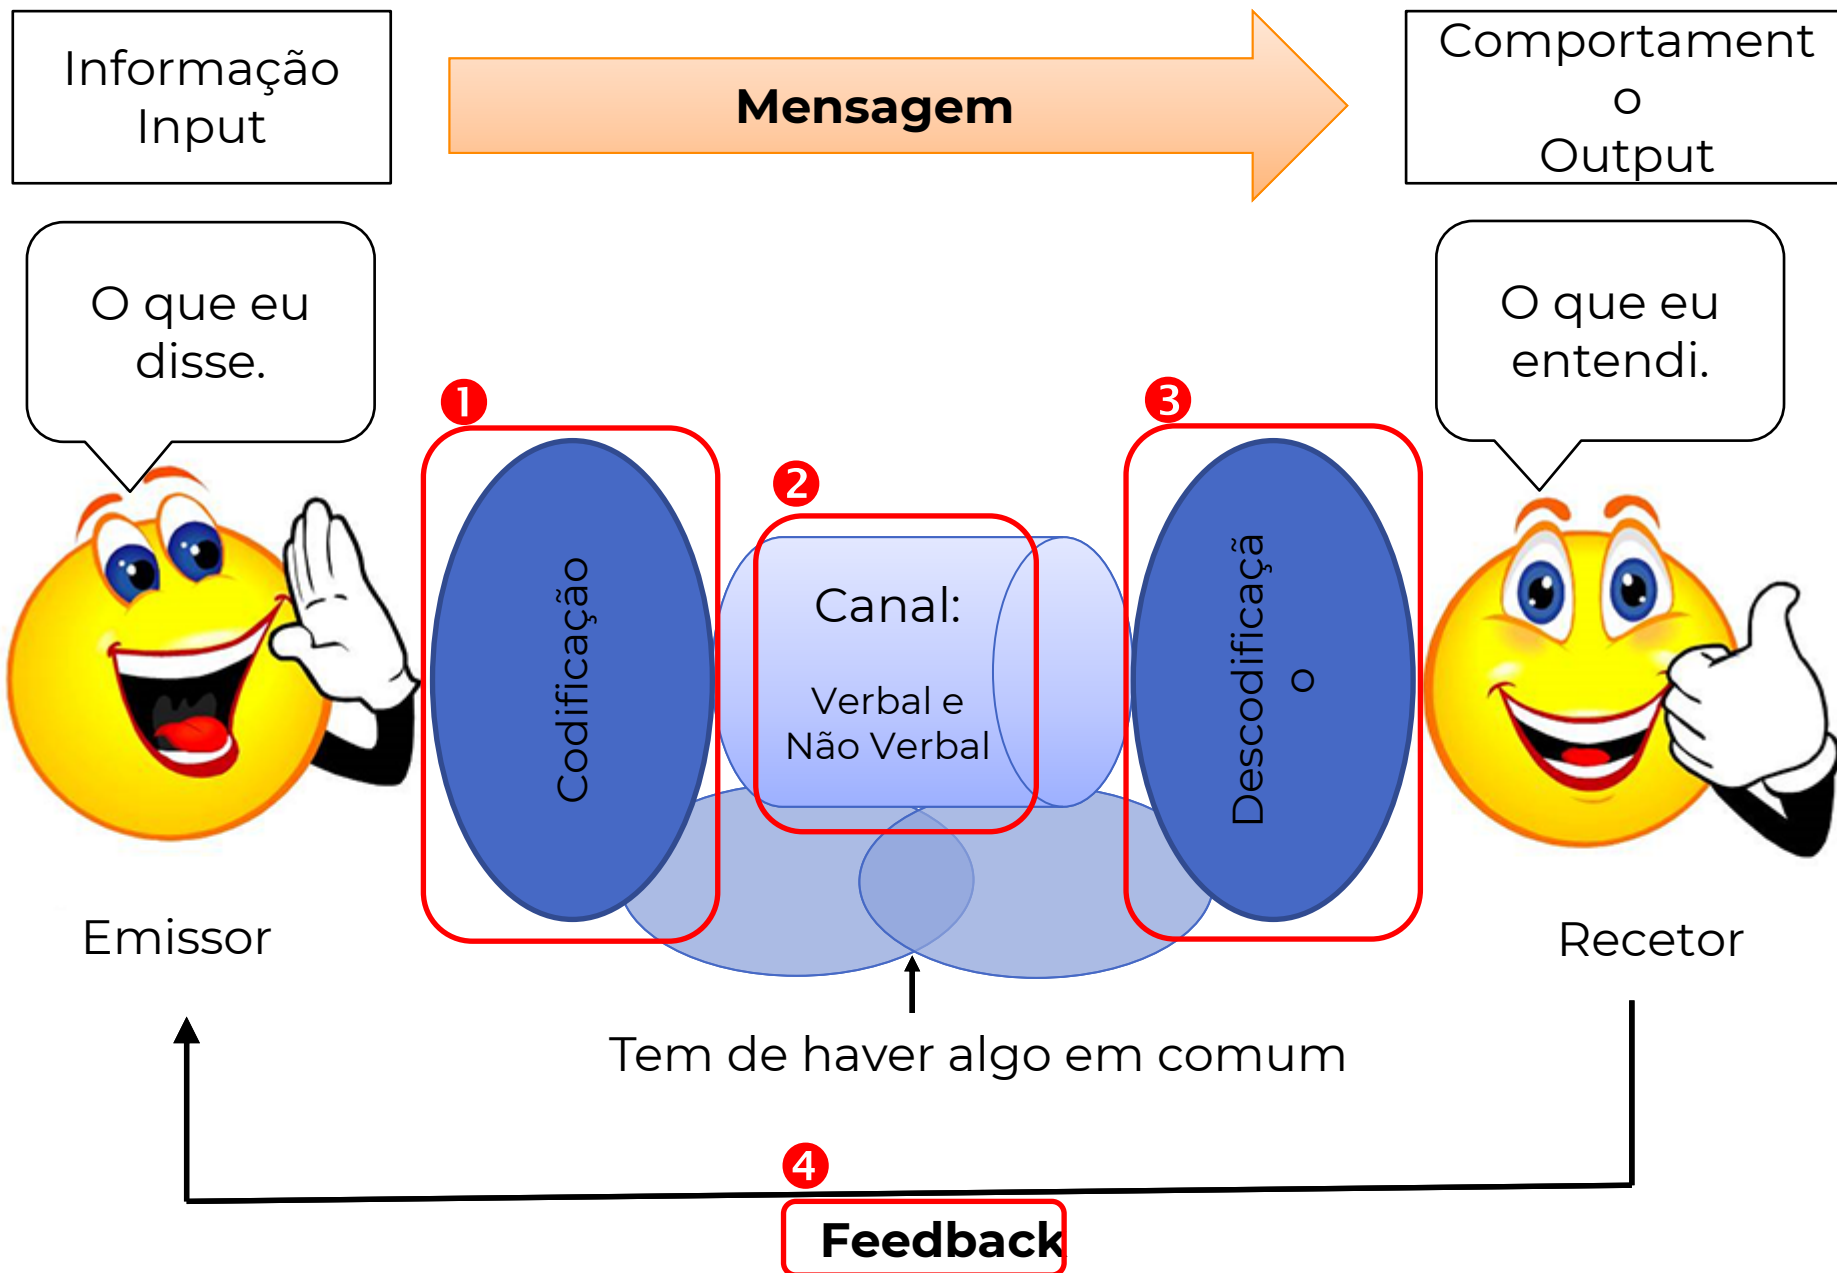 Informação
Input
Mensagem
Comportament
o
Output
O que eu
disse.
O que eu
entendi.
1
2
3
Codificação
Canal:
Verbal e
Não Verbal
Descodificaçã
o
Emissor
Recetor
Tem de haver algo em comum
4
Feedback